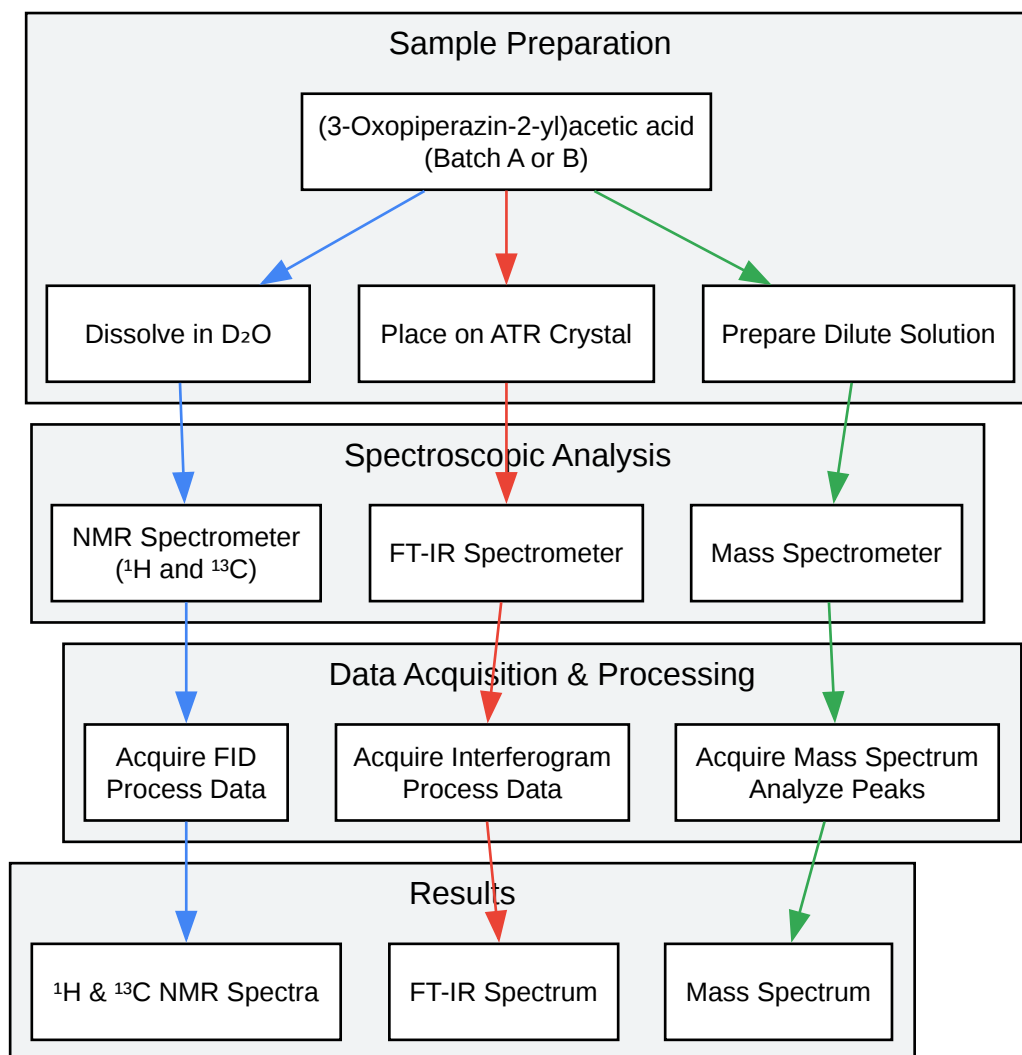 Sample Preparation
(3-Oxopiperazin-2-yl)acetic acid
(Batch A or B)
Dissolve in D₂O
Place on ATR Crystal
Prepare Dilute Solution
Spectroscopic Analysis
NMR Spectrometer
(¹H and ¹³C)
FT-IR Spectrometer
Mass Spectrometer
Data Acquisition & Processing
Acquire FID
Process Data
Acquire Interferogram
Process Data
Acquire Mass Spectrum
Analyze Peaks
Results
¹H & ¹³C NMR Spectra
FT-IR Spectrum
Mass Spectrum